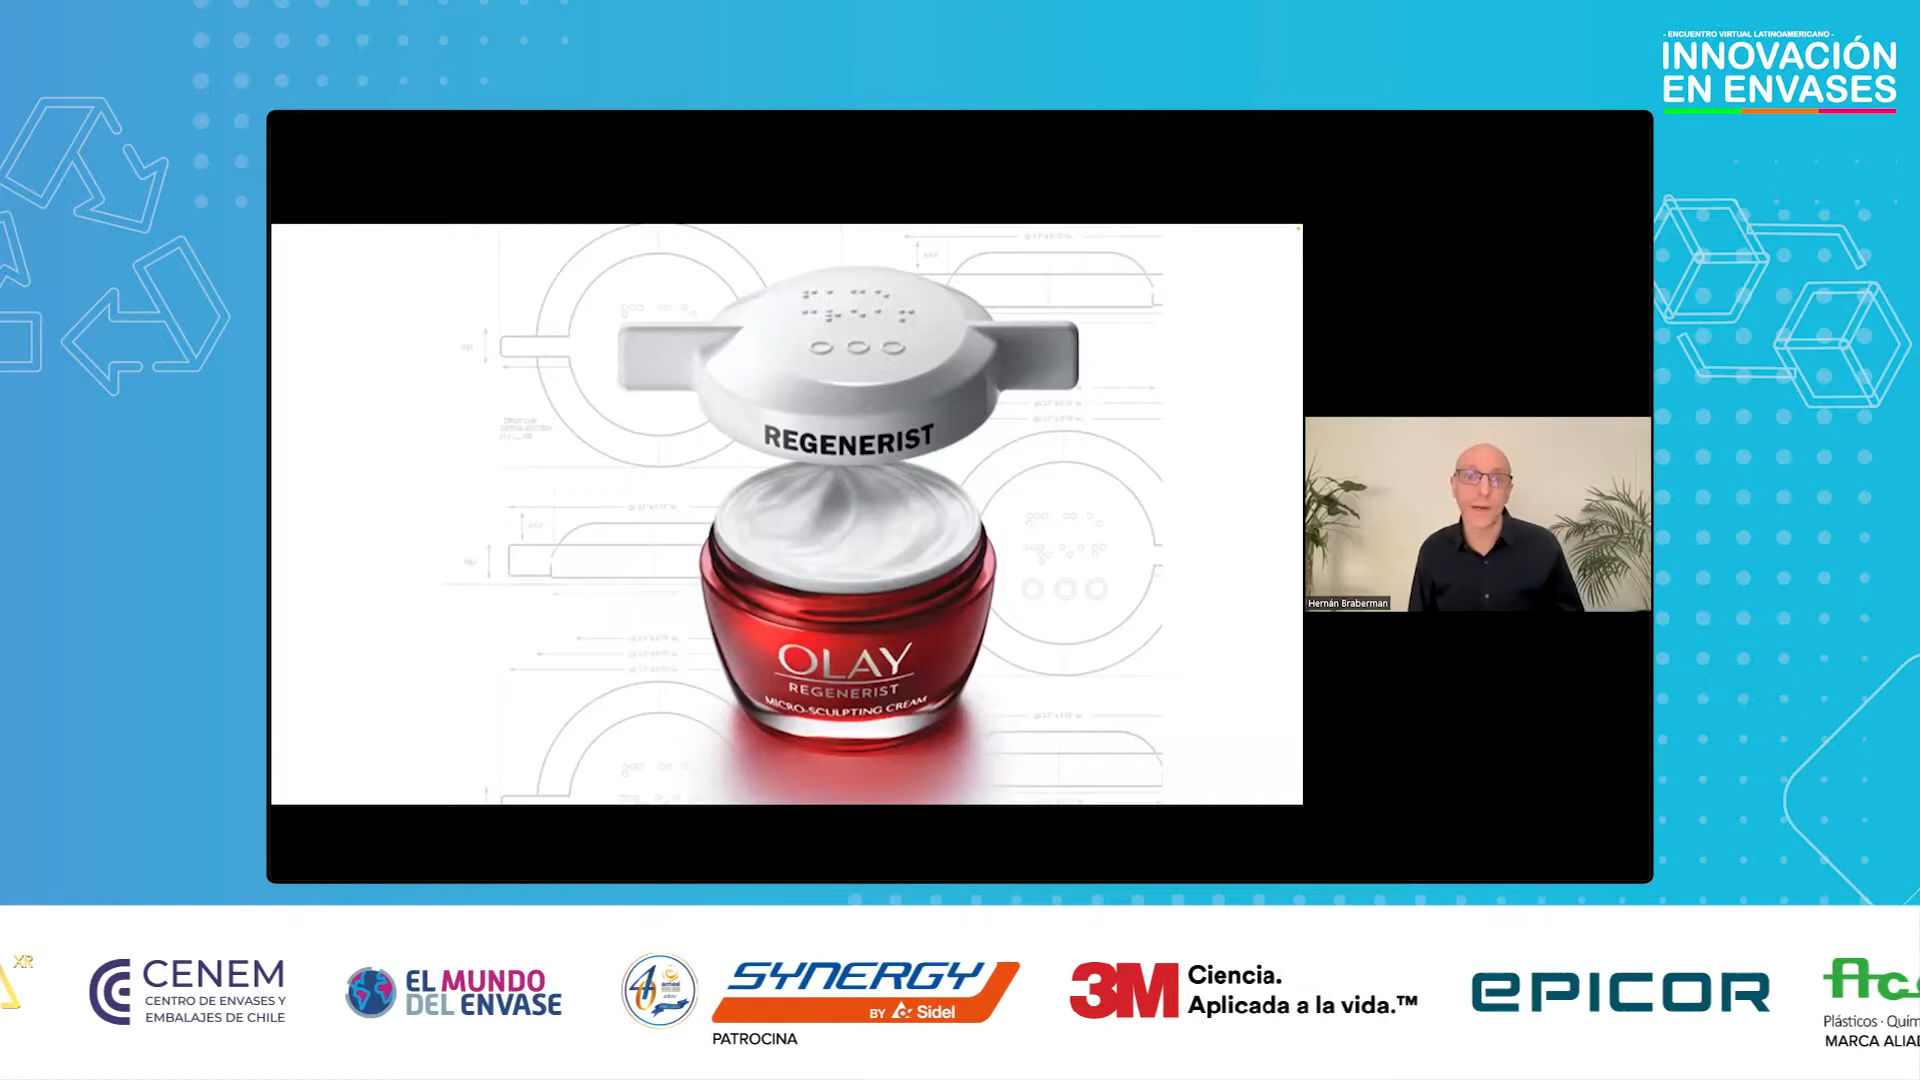 - ENCUENTRO VIRTUAL LATINOAMERICANO -
INNOVACIÓN
EN ENVASES
REGENERIST
OLAY
REGENERIST
MICRO-SCULPTING CREAM
Hernán Braberman
XR
CENEM
CENTRO DE ENVASES Y
EMBALAJES DE CHILE
EL MUNDO
DEL ENVASE
SYNERGY
BY Sidel
PATROCINA
3M Ciencia.
Aplicada a la vida.™
EPICOR
Plásticos · Quím
MARCA ALIAD